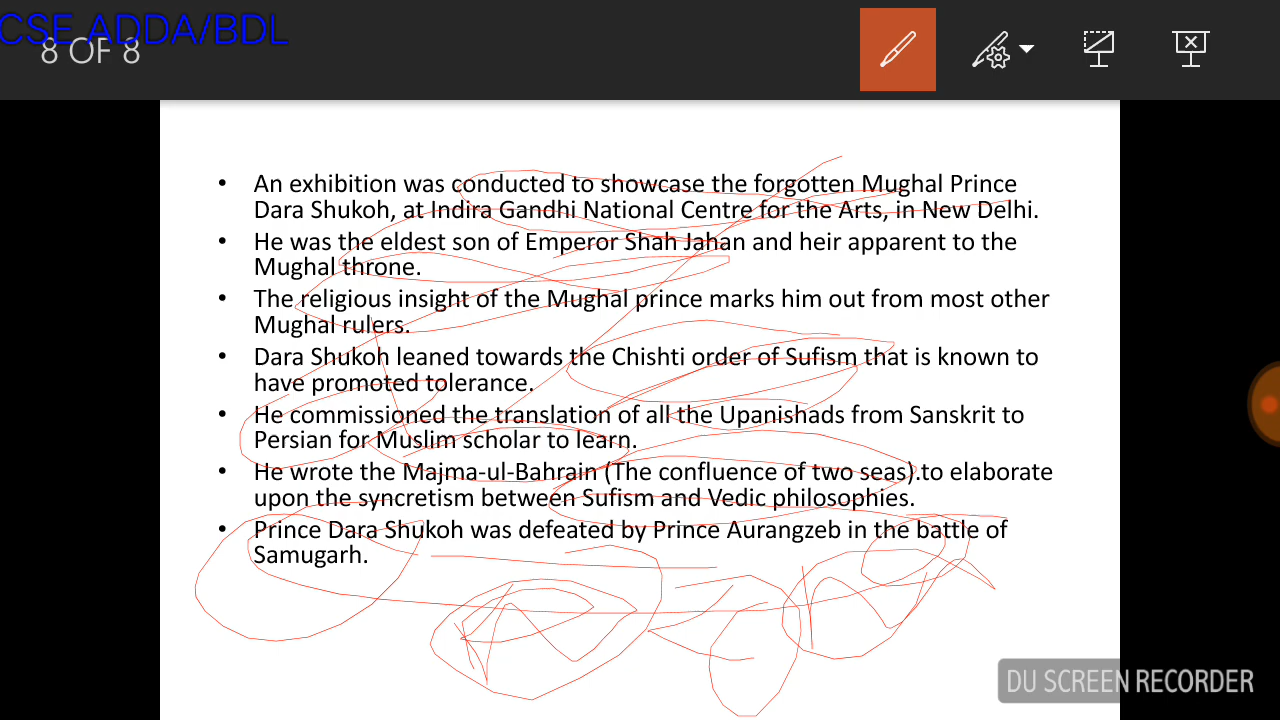 CSE ADDA/BDL
8 OF 8
• An exhibition was conducted to showcase the forgotten Mughal Prince
Dara Shukoh, at Indira Gandhi National Centre for the Arts, in New Delhi.
• He was the eldest son of Emperor Shah Jahan and heir apparent to the
Mughal throne.
• The religious insight of the Mughal prince marks him out from most other
Mughal rulers.
• Dara Shukoh leaned towards the Chishti order of Sufism that is known to
have promoted tolerance.
• He commissioned the translation of all the Upanishads from Sanskrit to
Persian for Muslim scholar to learn.
• He wrote the Majma-ul-Bahrain (The confluence of two seas).to elaborate
upon the syncretism between Sufism and Vedic philosophies.
• Prince Dara Shukoh was defeated by Prince Aurangzeb in the battle of
Samugarh.
DU SCREEN RECORDER